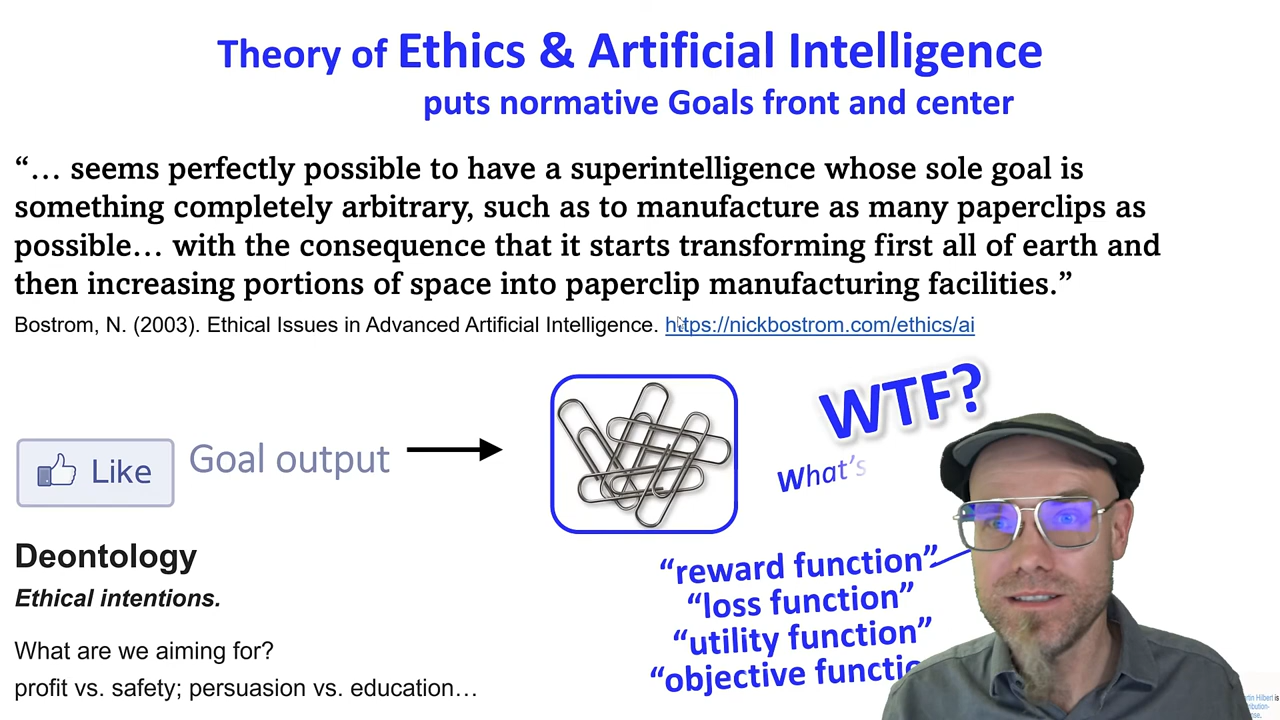 Theory of Ethics & Artificial Intelligence
puts normative Goals front and center
“… seems perfectly possible to have a superintelligence whose sole goal is
something completely arbitrary, such as to manufacture as many paperclips as
possible… with the consequence that it starts transforming first all of earth and
then increasing portions of space into paperclip manufacturing facilities.”
Bostrom, N. (2003). Ethical Issues in Advanced Artificial Intelligence. https://nickbostrom.com/ethics/ai
WTF?
What's
Like
Goal output
Deontology
Ethical intentions.
What are we aiming for?
profit vs. safety; persuasion vs. education…
“reward function”
“loss function”
“utility function”
“objective functio
Hilbert is